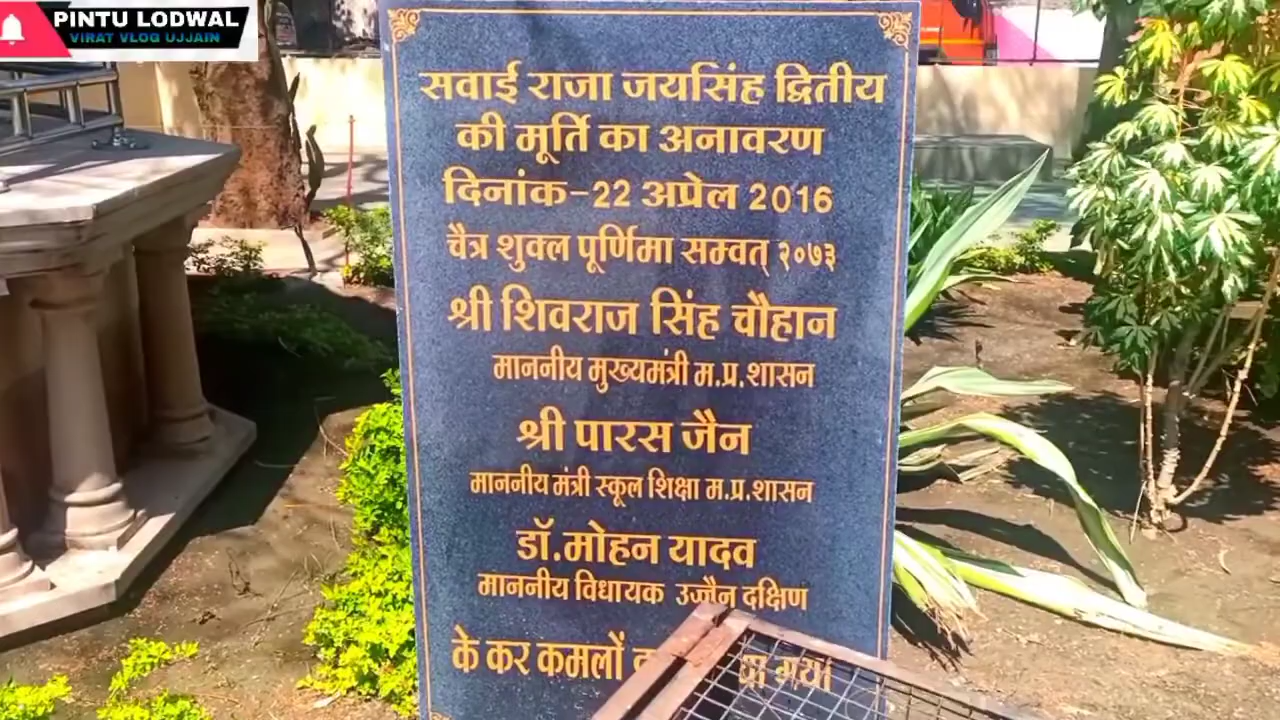 PINTU LODWAL
VIRAT VLOG UJJAIN
सवाई राजा जयसिंह द्वितीय
की मूर्ति का अनावरण
दिनांक-22 अप्रेल 2016
चैत्र शुक्ल पूर्णिमा सम्वत् २०७३
श्री शिवराज सिंह चौहान
माननीय मुख्यमंत्री म.प्र.शासन
श्री पारस जैन
माननीय मंत्री स्कूल शिक्षा म.प्र.शासन
डॉ.मोहन यादव
माननीय विधायक उज्जैन दक्षिण
के कर कमलों गया